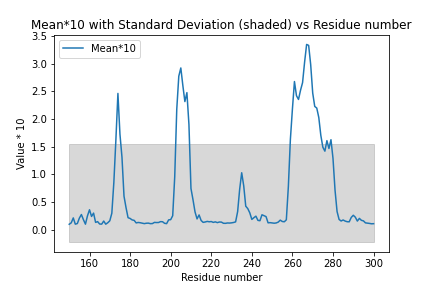 Mean*10 with Standard Deviation (shaded) vs Residue number
Mean*10
Value * 10
3.5
3.0
2.5
2.0
1.5
1.0
0.5
0.0
160 180 200 220 240 260 280 300
Residue number